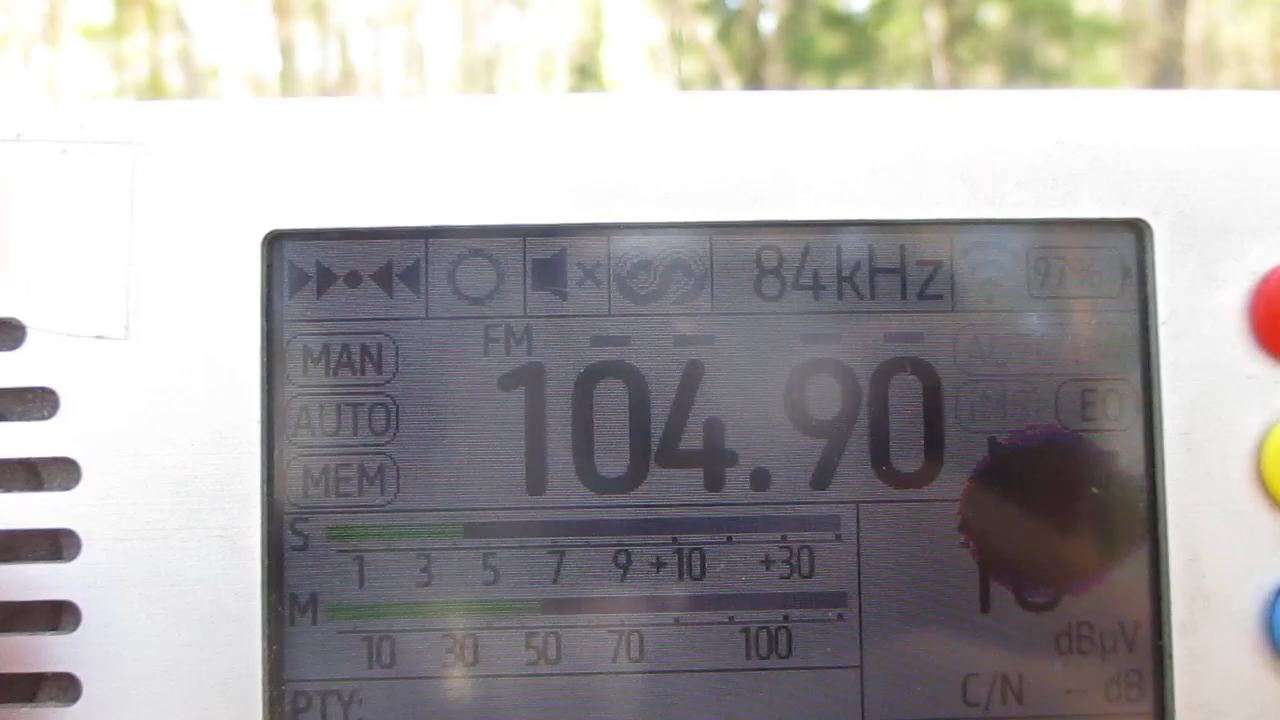 84kHz 97%
FM
MAN
104.90
AUTO EQ
MEM
S
1 3 5 7 9 +10 +30
M
10 30 50 70 100
dBµV
C/N -- dB
PTY: